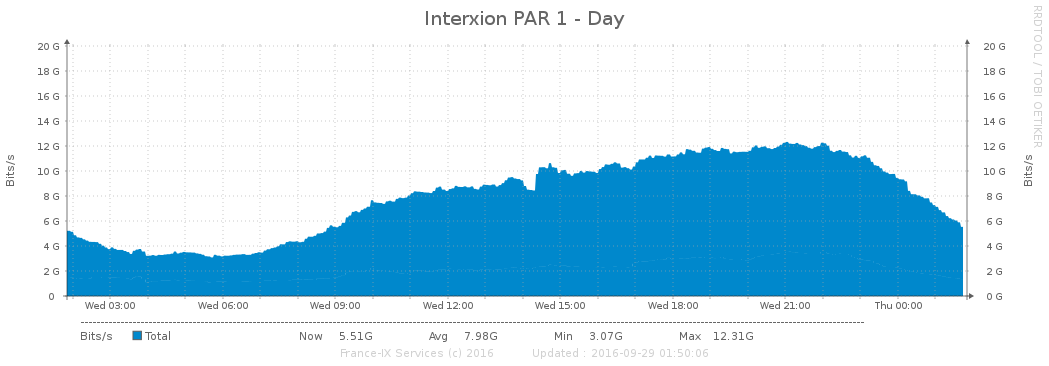 Interxion PAR 1 - Day
RRDTOOL / TOBI OETIKER
20 G 20 G
18 G 18 G
16 G 16 G
14 G 14 G
12 G 12 G
10 G 10 G
8 G 8 G
6 G 6 G
4 G 4 G
2 G 2 G
0 0 G
Bits/s Bits/s
Wed 03:00 Wed 06:00 Wed 09:00 Wed 12:00 Wed 15:00 Wed 18:00 Wed 21:00 Thu 00:00
Bits/s Total Now 5.51G Avg 7.98G Min 3.07G Max 12.31G
France-IX Services (c) 2016 Updated : 2016-09-29 01:50:06